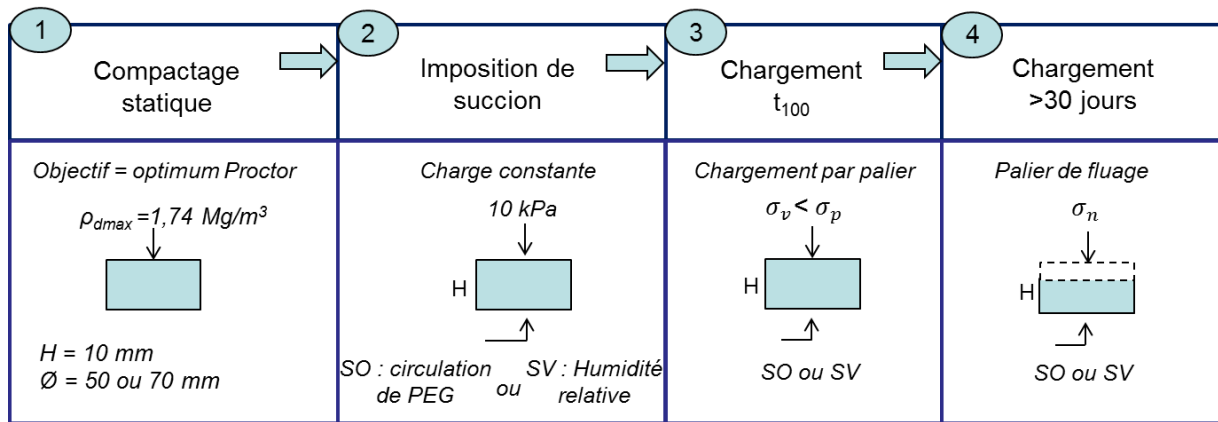 1
Compactage
statique
2
Imposition de
succion
3
Chargement
t₁₀₀
4
Chargement
>30 jours
Objectif = optimum Proctor
ρdmax =1,74 Mg/m³
H = 10 mm
Ø = 50 ou 70 mm
Charge constante
10 kPa
H
SO : circulation
de PEG
ou
SV : Humidité
relative
Chargement par palier
σᵥ < σₚ
H
SO ou SV
Palier de fluage
σₙ
H
SO ou SV